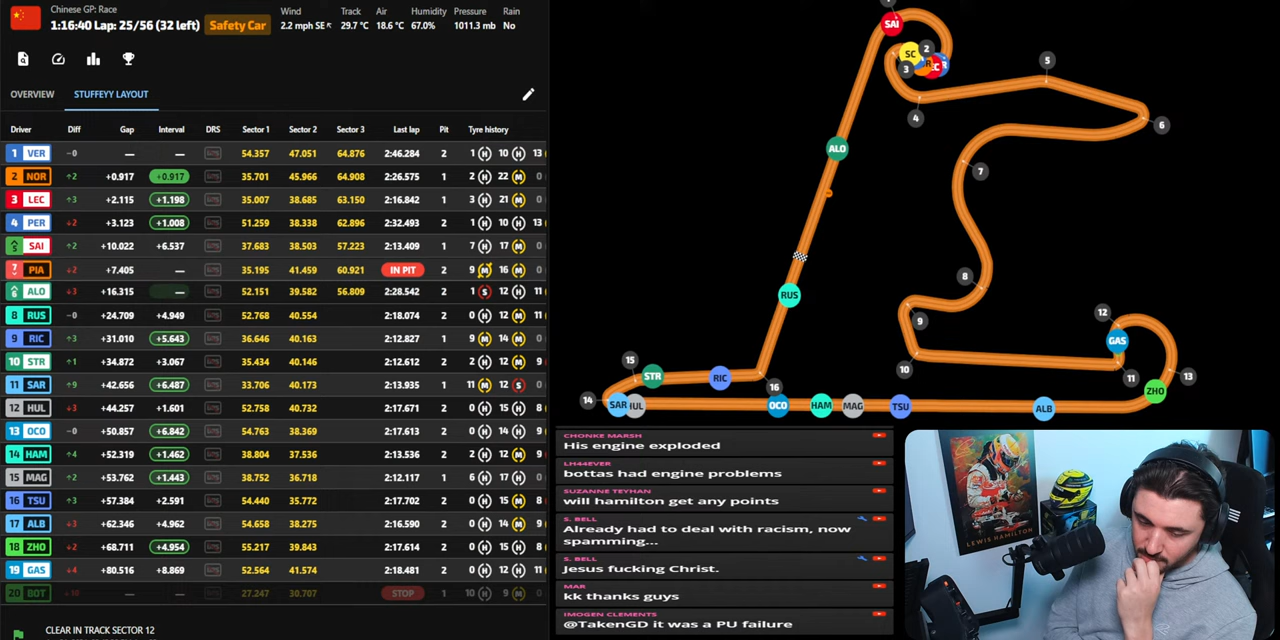 Chinese GP: Race
1:16:40 Lap: 25/56 (32 left) Safety Car
Wind Track Air Humidity Pressure Rain
2.2 mph SE 29.7 °C 18.6 °C 67.0% 1011.3 mb No
OVERVIEW STUFFEYY LAYOUT
Driver Diff Gap Interval DRS Sector 1 Sector 2 Sector 3 Last lap Pit Tyre history
1 VER –0 — — 54.357 47.051 64.876 2:46.284 2 1 H 10 H 13
2 NOR ↑2 +0.917 +0.917 35.701 45.966 64.908 2:26.575 1 2 H 22 M 0
3 LEC ↑3 +2.115 +1.198 35.007 38.685 63.150 2:16.842 1 3 H 21 M 0
4 PER ↓2 +3.123 +1.008 51.259 38.338 62.896 2:32.493 2 1 H 10 H 13
5 SAI ↑2 +10.022 +6.537 37.683 38.503 57.223 2:13.409 1 7 H 17 M 0
7 PIA ↓2 +7.405 — 35.195 41.459 60.921 IN PIT 2 9 M 16 M 0
6 ALO ↓3 +16.315 — 52.151 39.582 56.809 2:28.542 2 1 S 12 H 11
8 RUS –0 +24.709 +4.949 52.768 40.554 2:18.074 2 0 H 12 M 11
9 RIC ↑3 +31.010 +5.643 36.646 40.163 2:12.827 1 9 M 14 M 0
10 STR ↑1 +34.872 +3.067 35.434 40.146 2:12.612 2 2 H 12 M 9
11 SAR ↑9 +42.656 +6.487 33.706 40.173 2:13.935 1 11 M 12 S 0
12 HUL ↓3 +44.257 +1.601 52.758 40.732 2:17.671 2 0 H 15 H 8
13 OCO –0 +50.857 +6.842 54.763 38.369 2:17.613 2 0 H 14 H 9
14 HAM ↑4 +52.319 +1.462 38.804 37.536 2:13.536 2 2 H 12 M 9
15 MAG ↑2 +53.762 +1.443 38.752 36.718 2:12.117 1 6 H 17 H 0
16 TSU ↑3 +57.384 +2.591 54.440 35.772 2:17.702 2 0 H 15 M 8
17 ALB ↓3 +62.346 +4.962 54.658 38.275 2:16.590 2 0 H 14 M 9
18 ZHO ↓2 +68.711 +4.954 55.217 39.843 2:17.614 2 0 H 15 H 8
19 GAS ↓4 +80.516 +8.869 52.564 41.574 2:18.481 2 0 H 12 H 11
20 BOT ↓10 — — 27.247 30.707 STOP 1 10 H 9 M 0
CLEAR IN TRACK SECTOR 12
SAI
SC
2
3
4
5
6
7
8
9
10
11
12
13
14
15
16
ALO
RUS
RIC
STR
SAR
HUL
OCO
HAM
MAG
TSU
ALB
ZHO
GAS
CHONKE MARSH
His engine exploded
LH44EVER
bottas had engine problems
SUZANNE TEYHAN
will hamilton get any points
S. BELL
Already had to deal with racism, now
spamming...
S. BELL
Jesus fucking Christ.
MAR
kk thanks guys
IMOGEN CLEMENTS
@TakenGD it was a PU failure
LEWIS HAMILTON